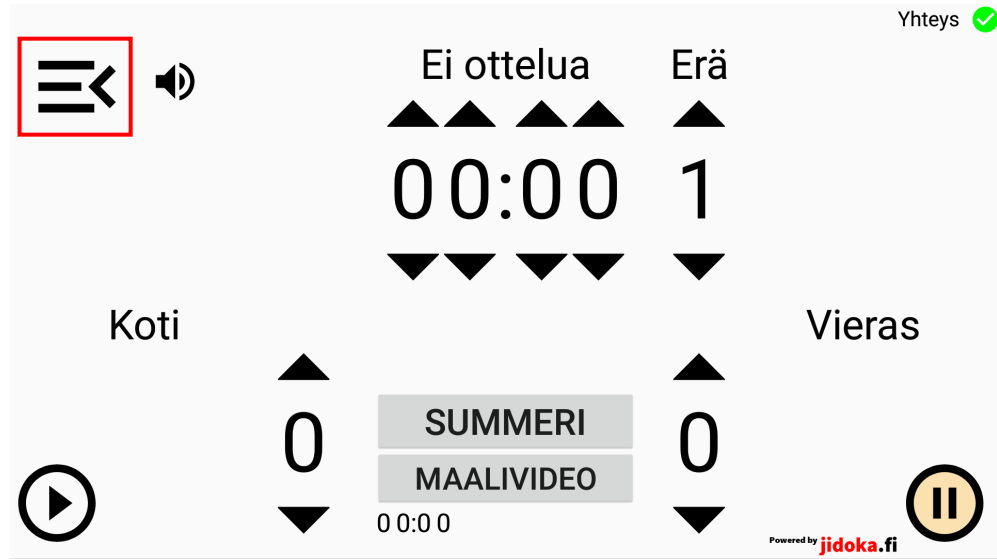 Yhteys
Ei ottelua
Erä
00:00
1
Koti
Vieras
0
SUMMERI
0
MAALIVIDEO
0 0:0 0
Powered by jidoka.fi